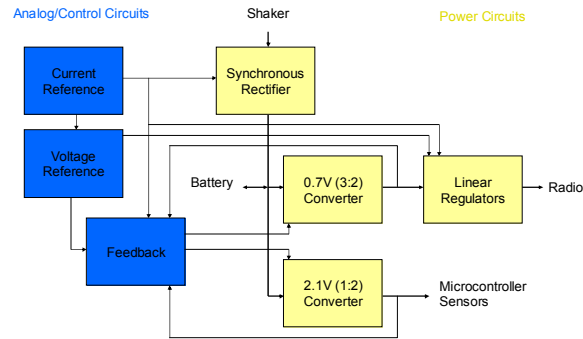 Analog/Control Circuits
Shaker
Power Circuits
Current
Reference
Synchronous
Rectifier
Voltage
Reference
Battery
0.7V (3:2)
Converter
Linear
Regulators
Radio
Feedback
2.1V (1:2)
Converter
Microcontroller
Sensors